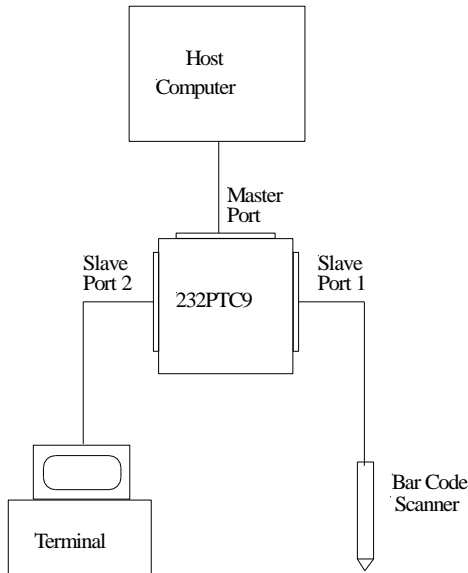 Host
Computer
Master
Port
Slave
Port 2
232PTC9
Slave
Port 1
Bar Code
Scanner
Terminal